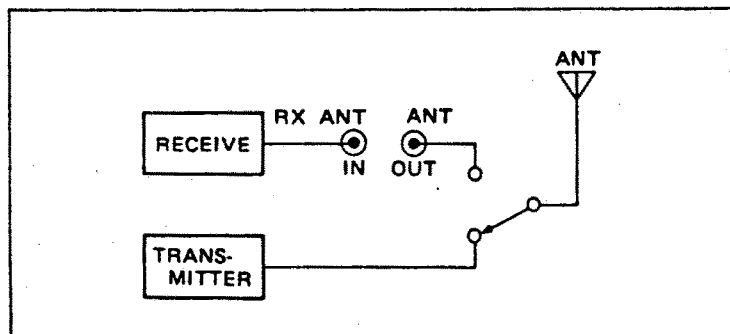 ANT
RX ANT
ANT
RECEIVE
IN
OUT
TRANS-
MITTER